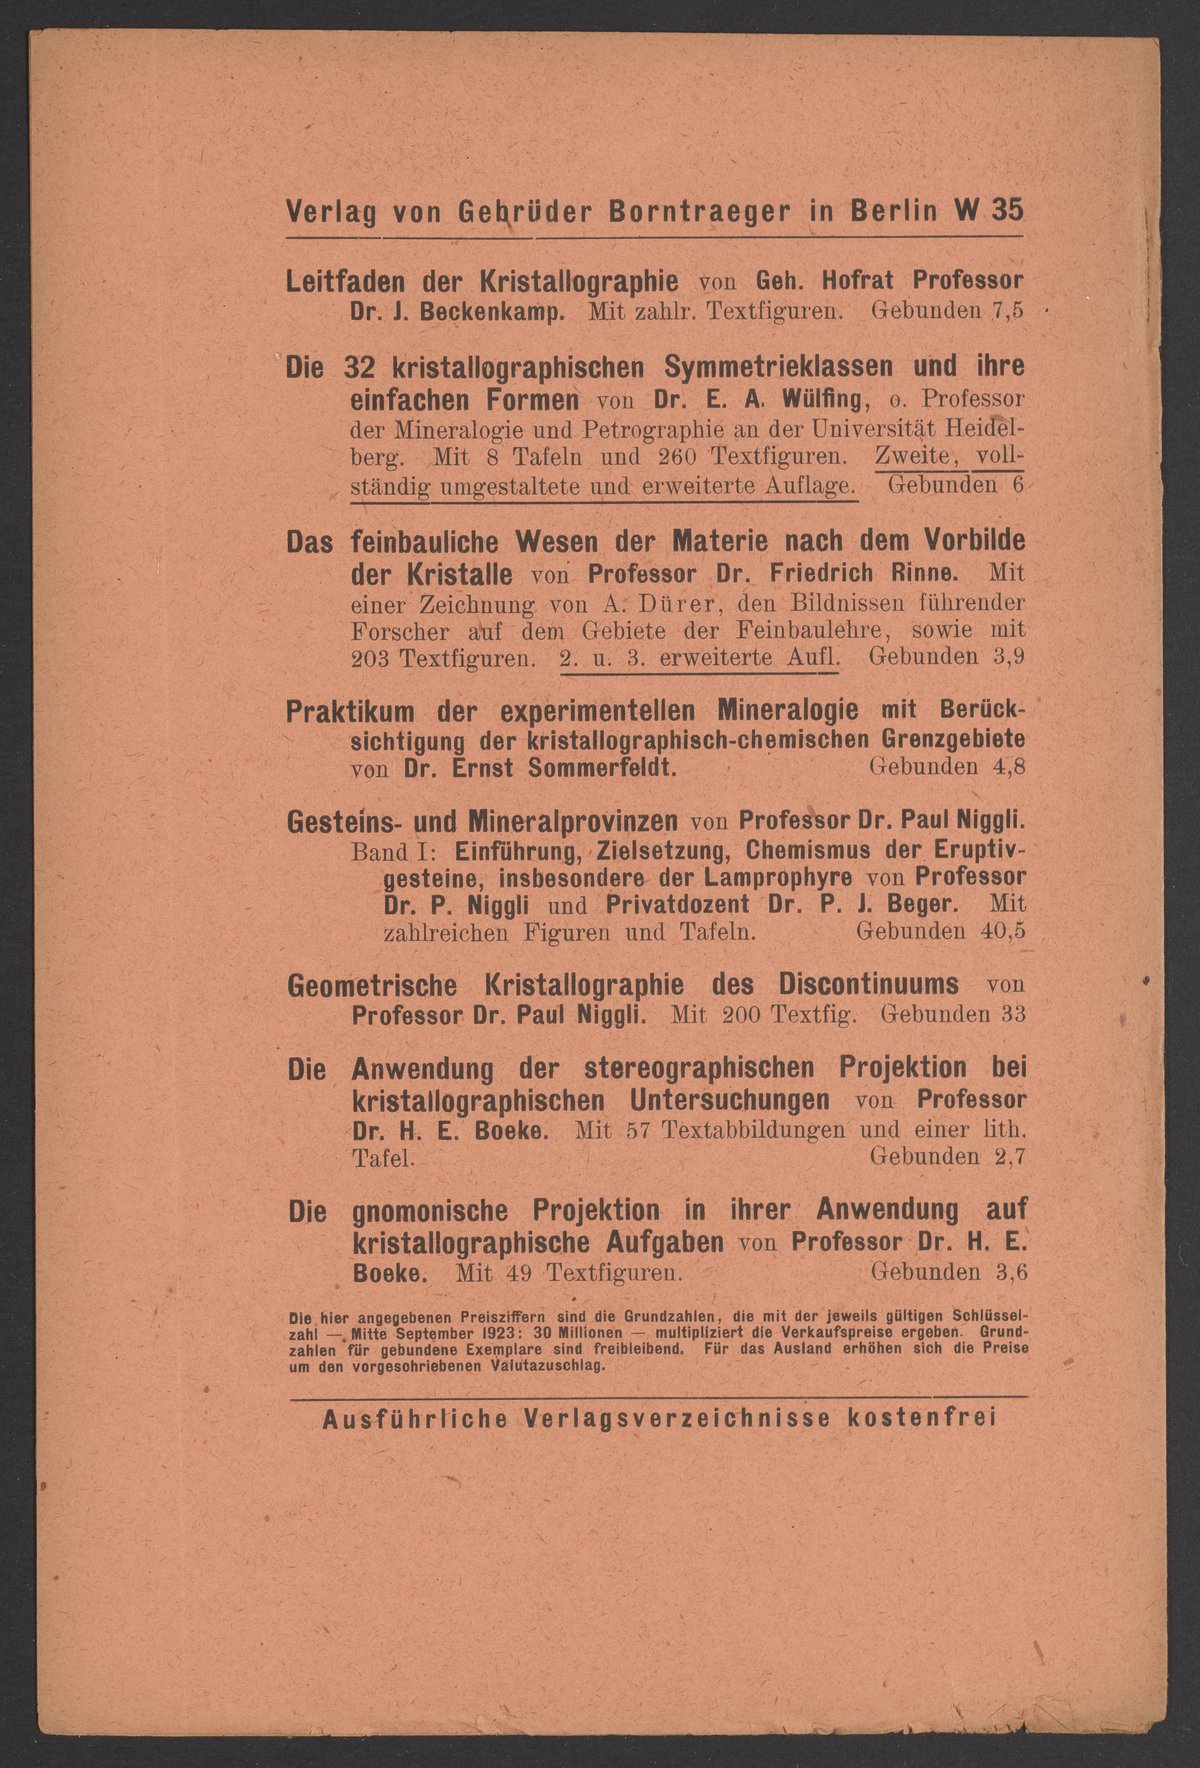 Verlag von Gebrüder Borntraeger in Berlin W 35
Leitfaden der Kristallographie von Geh. Hofrat Professor
Dr. J. Beckenkamp. Mit zahlr. Textfiguren. Gebunden 7,5
Die 32 kristallographischen Symmetrieklassen und ihre
einfachen Formen von Dr. E. A. Wülfing, o. Professor
der Mineralogie und Petrographie an der Universität Heidel-
berg. Mit 8 Tafeln und 260 Textfiguren. Zweite, voll-
ständig umgestaltete und erweiterte Auflage. Gebunden 6
Das feinbauliche Wesen der Materie nach dem Vorbilde
der Kristalle von Professor Dr. Friedrich Rinne. Mit
einer Zeichnung von A. Dürer, den Bildnissen führender
Forscher auf dem Gebiete der Feinbaulehre, sowie mit
203 Textfiguren. 2. u. 3. erweiterte Aufl. Gebunden 3,9
Praktikum der experimentellen Mineralogie mit Berück-
sichtigung der kristallographisch-chemischen Grenzgebiete
von Dr. Ernst Sommerfeldt. Gebunden 4,8
Gesteins- und Mineralprovinzen von Professor Dr. Paul Niggli.
Band I: Einführung, Zielsetzung, Chemismus der Eruptiv-
gesteine, insbesondere der Lamprophyre von Professor
Dr. P. Niggli und Privatdozent Dr. P. J. Beger. Mit
zahlreichen Figuren und Tafeln. Gebunden 40,5
Geometrische Kristallographie des Discontinuums von
Professor Dr. Paul Niggli. Mit 200 Textfig. Gebunden 33
Die Anwendung der stereographischen Projektion bei
kristallographischen Untersuchungen von Professor
Dr. H. E. Boeke. Mit 57 Textabbildungen und einer lith.
Tafel. Gebunden 2,7
Die gnomonische Projektion in ihrer Anwendung auf
kristallographische Aufgaben von Professor Dr. H. E.
Boeke. Mit 49 Textfiguren. Gebunden 3,6
Die hier angegebenen Preisziffern sind die Grundzahlen, die mit der jeweils gültigen Schlüssel-
zahl — Mitte September 1923: 30 Millionen — multipliziert die Verkaufspreise ergeben. Grund-
zahlen für gebundene Exemplare sind freibleibend. Für das Ausland erhöhen sich die Preise
um den vorgeschriebenen Valutazuschlag.
Ausführliche Verlagsverzeichnisse kostenfrei